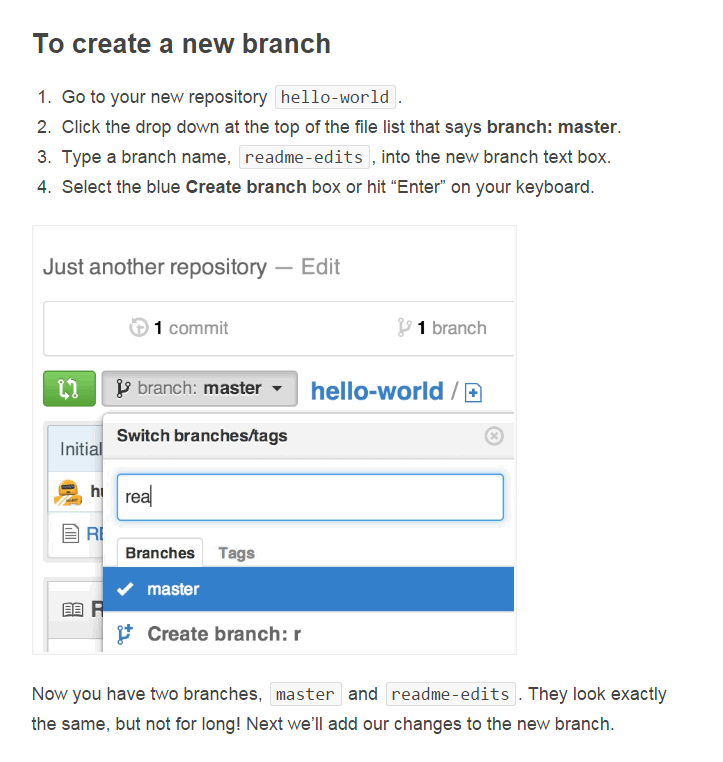 To create a new branch
1. Go to your new repository hello-world.
2. Click the drop down at the top of the file list that says branch: master.
3. Type a branch name, readme-edits, into the new branch text box.
4. Select the blue Create branch box or hit “Enter” on your keyboard.
Just another repository — Edit
1 commit 1 branch
branch: master hello-world /
Switch branches/tags
Initial
rea
Branches Tags
master
Create branch: r
Now you have two branches, master and readme-edits. They look exactly
the same, but not for long! Next we’ll add our changes to the new branch.